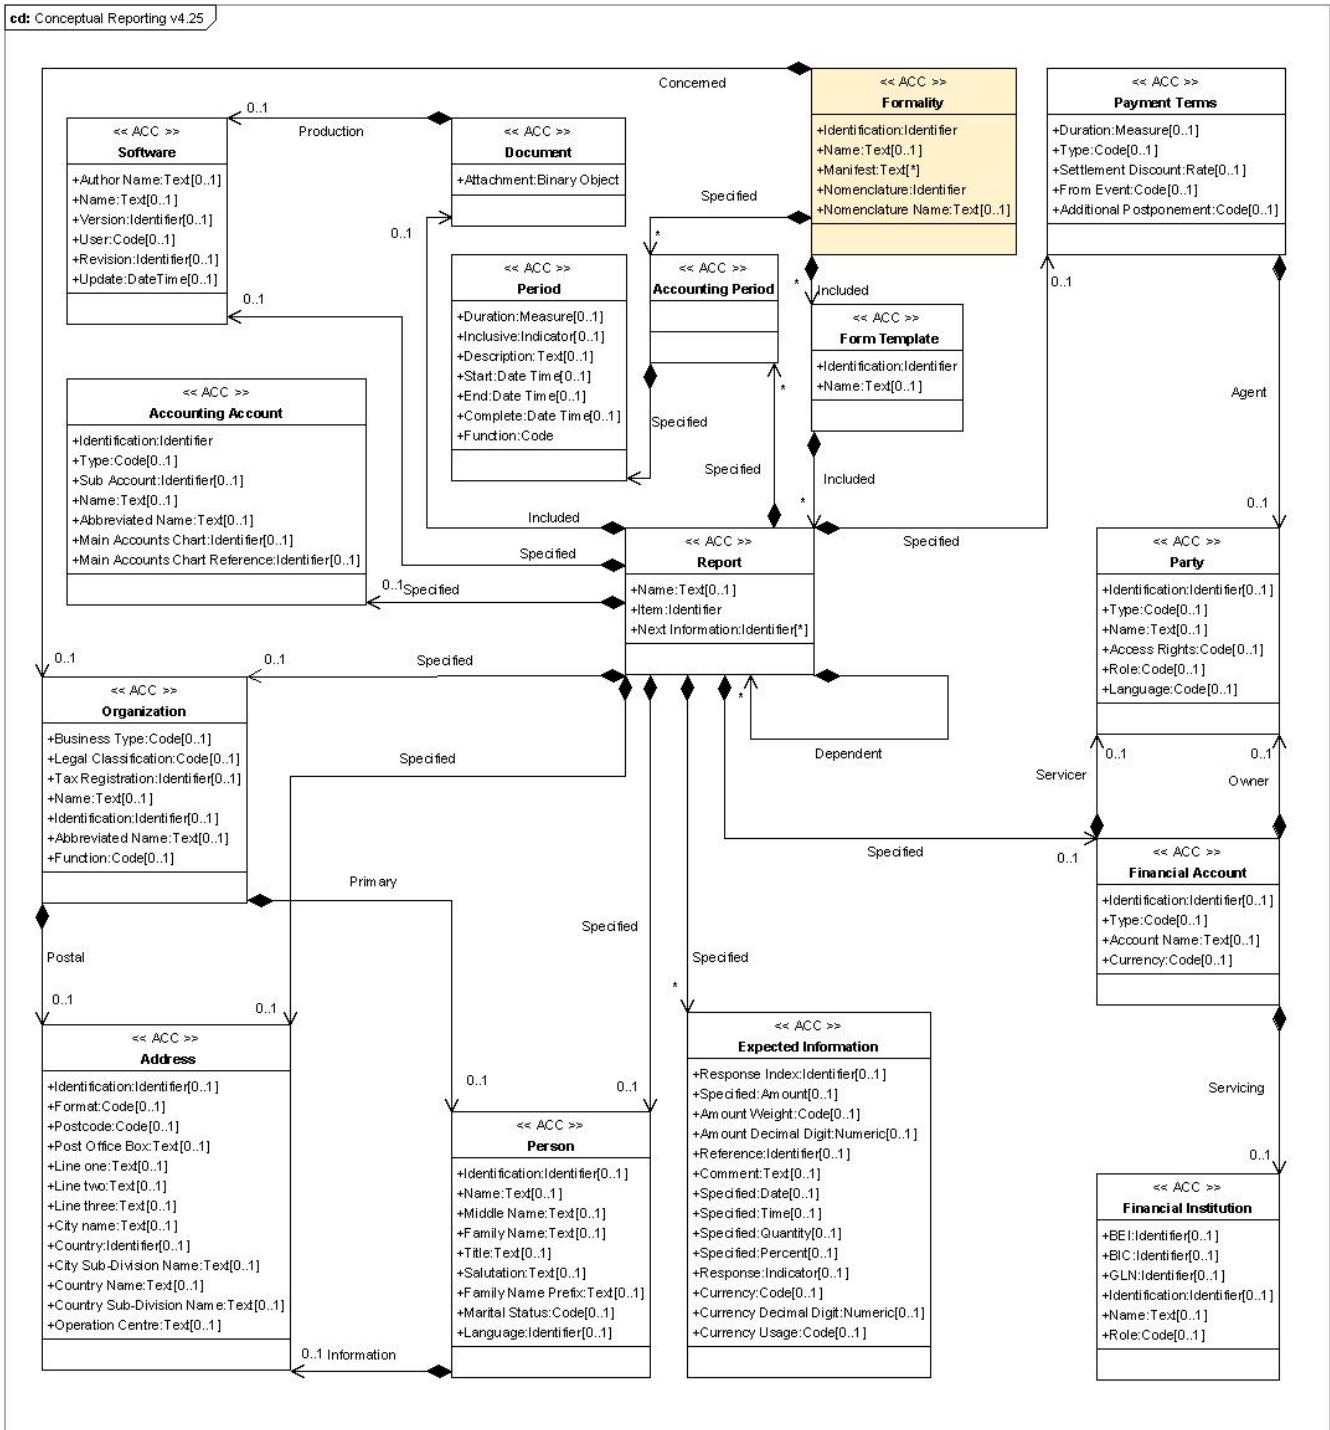 cd: Conceptual Reporting v4.25
Concerned
<< ACC >>
Formality
+Identification:Identifier
+Name:Text[0..1]
+Manifest:Text[*]
+Nomenclature:Identifier
+Nomenclature Name:Text[0..1]
<< ACC >>
Payment Terms
+Duration:Measure[0..1]
+Type:Code[0..1]
+Settlement Discount:Rate[0..1]
+From Event:Code[0..1]
+Additional Postponement:Code[0..1]
0..1
Production
<< ACC >>
Software
+Author Name:Text[0..1]
+Name:Text[0..1]
+Version:Identifier[0..1]
+User:Code[0..1]
+Revision:Identifier[0..1]
+Update:DateTime[0..1]
<< ACC >>
Document
+Attachment:Binary Object
Specified
*
0..1
0..1
<< ACC >>
Period
+Duration:Measure[0..1]
+Inclusive:Indicator[0..1]
+Description:Text[0..1]
+Start:Date Time[0..1]
+End:Date Time[0..1]
+Complete:Date Time[0..1]
+Function:Code
<< ACC >>
Accounting Period
*
Included
0..1
<< ACC >>
Form Template
+Identification:Identifier
+Name:Text[0..1]
*
Specified
Specified
Included
*
Agent
0..1
<< ACC >>
Accounting Account
+Identification:Identifier
+Type:Code[0..1]
+Sub Account:Identifier[0..1]
+Name:Text[0..1]
+Abbreviated Name:Text[0..1]
+Main Accounts Chart:Identifier[0..1]
+Main Accounts Chart Reference:Identifier[0..1]
Included
Specified
0..1
Specified
Specified
<< ACC >>
Report
+Name:Text[0..1]
+Item:Identifier
+Next Information:Identifier[*]
<< ACC >>
Party
+Identification:Identifier[0..1]
+Type:Code[0..1]
+Name:Text[0..1]
+Access Rights:Code[0..1]
+Role:Code[0..1]
+Language:Code[0..1]
0..1
0..1
Specified
*
Dependent
<< ACC >>
Organization
+Business Type:Code[0..1]
+Legal Classification:Code[0..1]
+Tax Registration:Identifier[0..1]
+Name:Text[0..1]
+Identification:Identifier[0..1]
+Abbreviated Name:Text[0..1]
+Function:Code[0..1]
Specified
0..1
0..1
Servicer
Owner
Specified
0..1
<< ACC >>
Financial Account
+Identification:Identifier[0..1]
+Type:Code[0..1]
+Account Name:Text[0..1]
+Currency:Code[0..1]
Primary
Specified
Specified
Postal
0..1
0..1
*
<< ACC >>
Address
+Identification:Identifier[0..1]
+Format:Code[0..1]
+Postcode:Code[0..1]
+Post Office Box:Text[0..1]
+Line one:Text[0..1]
+Line two:Text[0..1]
+Line three:Text[0..1]
+City name:Text[0..1]
+Country:Identifier[0..1]
+City Sub-Division Name:Text[0..1]
+Country Name:Text[0..1]
+Country Sub-Division Name:Text[0..1]
+Operation Centre:Text[0..1]
0..1
0..1
<< ACC >>
Person
+Identification:Identifier[0..1]
+Name:Text[0..1]
+Middle Name:Text[0..1]
+Family Name:Text[0..1]
+Title:Text[0..1]
+Salutation:Text[0..1]
+Family Name Prefix:Text[0..1]
+Marital Status:Code[0..1]
+Language:Identifier[0..1]
0..1 Information
<< ACC >>
Expected Information
+Response Index:Identifier[0..1]
+Specified:Amount[0..1]
+Amount Weight:Code[0..1]
+Amount Decimal Digit:Numeric[0..1]
+Reference:Identifier[0..1]
+Comment:Text[0..1]
+Specified:Date[0..1]
+Specified:Time[0..1]
+Specified:Quantity[0..1]
+Specified:Percent[0..1]
+Response:Indicator[0..1]
+Currency:Code[0..1]
+Currency Decimal Digit:Numeric[0..1]
+Currency Usage:Code[0..1]
Servicing
0..1
<< ACC >>
Financial Institution
+BEI:Identifier[0..1]
+BIC:Identifier[0..1]
+GLN:Identifier[0..1]
+Identification:Identifier[0..1]
+Name:Text[0..1]
+Role:Code[0..1]